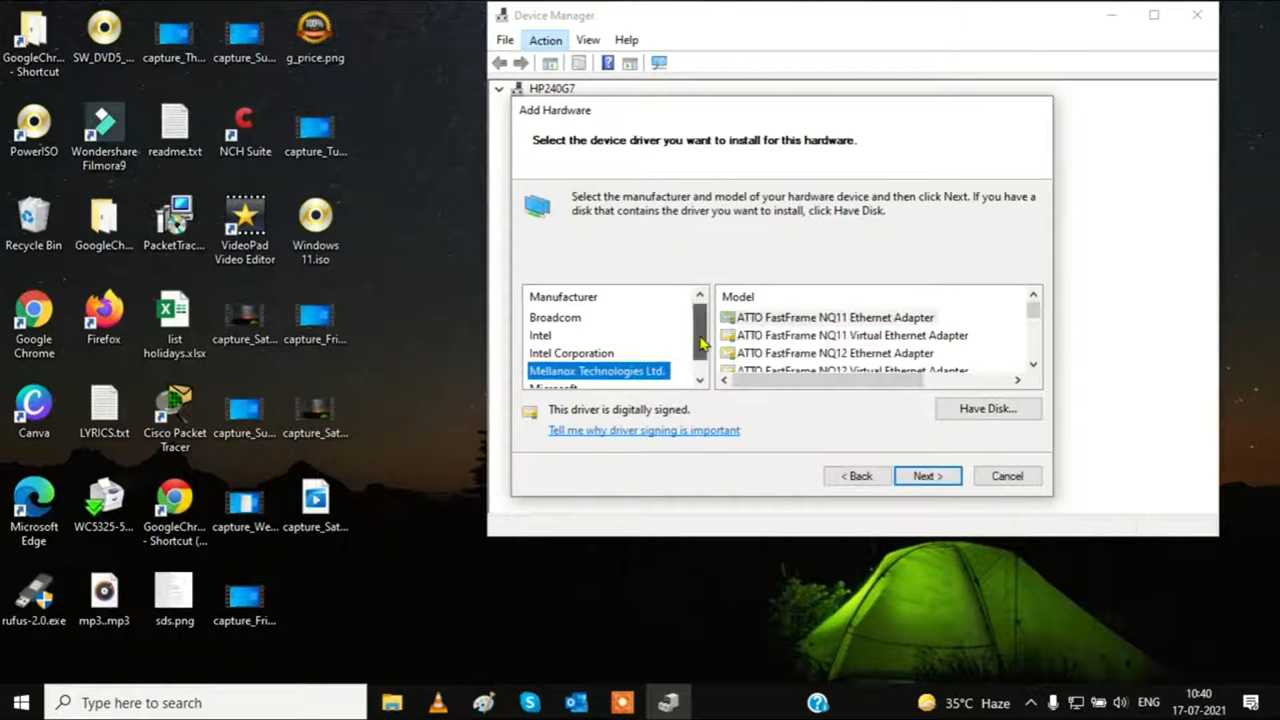 GoogleChr...
- Shortcut
SW_DVD5_...
capture_Th...
capture_Su...
g_price.png
PowerISO
Wondershare
Filmora9
readme.txt
NCH Suite
capture_Tu...
Recycle Bin
GoogleCh...
PacketTrac...
VideoPad
Video Editor
Windows
11.iso
Google
Chrome
Firefox
list
holidays.xlsx
capture_Sat...
capture_Fri...
Canva
LYRICS.txt
Cisco Packet
Tracer
capture_Su...
capture_Sat...
Microsoft
Edge
WC5325-5...
GoogleChr...
- Shortcut (...
capture_We...
capture_Sat...
rufus-2.0.exe
mp3..mp3
sds.png
capture_Fri...
Device Manager
File Action View Help
HP240G7
Add Hardware
Select the device driver you want to install for this hardware.
Select the manufacturer and model of your hardware device and then click Next. If you have a
disk that contains the driver you want to install, click Have Disk.
Manufacturer
Broadcom
Intel
Intel Corporation
Mellanox Technologies Ltd.
Microsoft
Model
ATTO FastFrame NQ11 Ethernet Adapter
ATTO FastFrame NQ11 Virtual Ethernet Adapter
ATTO FastFrame NQ12 Ethernet Adapter
ATTO FastFrame NQ12 Virtual Ethernet Adapter
This driver is digitally signed.
Tell me why driver signing is important
Have Disk...
< Back
Next >
Cancel
Type here to search
35°C Haze
ENG
10:40
17-07-2021